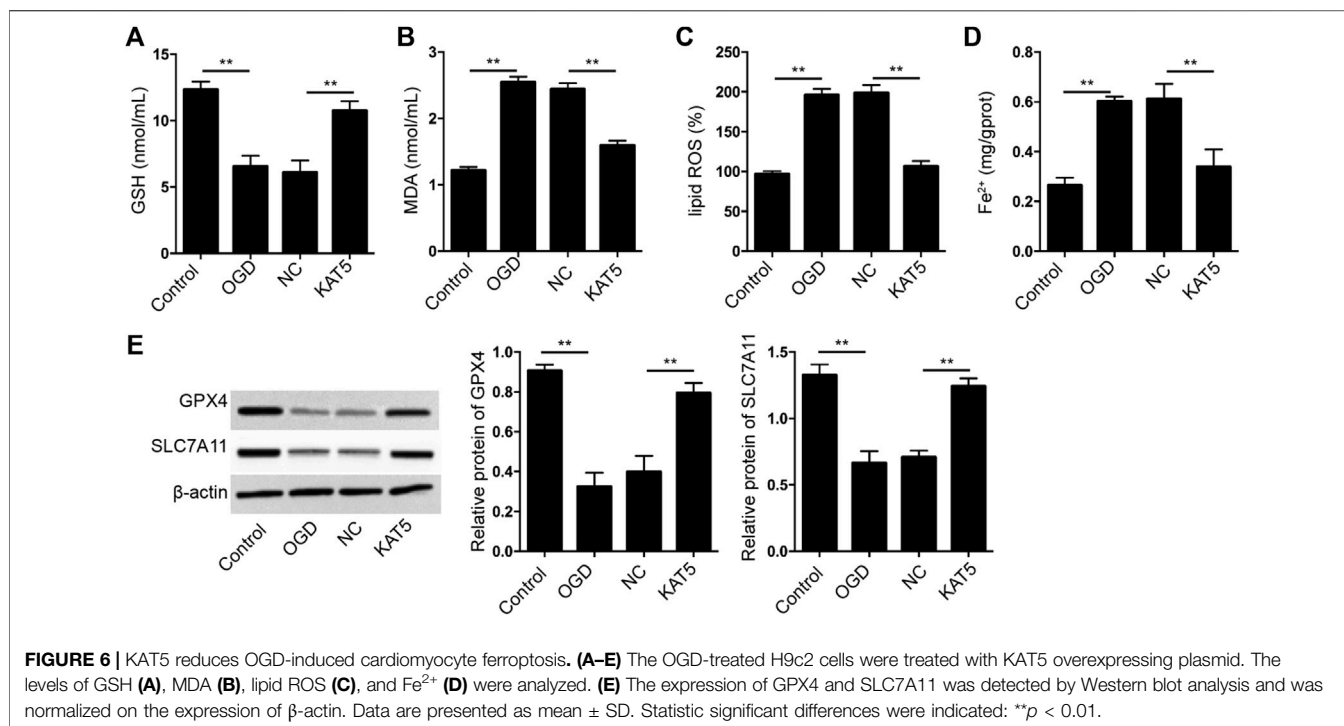 A
GSH (nmol/mL)
15
10
5
0
**
**
Control
OGD
NC
KAT5
B
MDA (nmol/mL)
3
2
1
0
**
**
Control
OGD
NC
KAT5
C
lipid ROS (%)
250
200
150
100
50
0
**
**
Control
OGD
NC
KAT5
D
Fe²⁺ (mg/gprot)
0.8
0.6
0.4
0.2
0.0
**
**
Control
OGD
NC
KAT5
E
GPX4
SLC7A11
β-actin
Control
OGD
NC
KAT5
Relative protein of GPX4
1.0
0.8
0.6
0.4
0.2
0.0
**
**
Control
OGD
NC
KAT5
Relative protein of SLC7A11
1.5
1.0
0.5
0.0
**
**
Control
OGD
NC
KAT5
FIGURE 6 | KAT5 reduces OGD-induced cardiomyocyte ferroptosis. (A–E) The OGD-treated H9c2 cells were treated with KAT5 overexpressing plasmid. The
levels of GSH (A), MDA (B), lipid ROS (C), and Fe²⁺ (D) were analyzed. (E) The expression of GPX4 and SLC7A11 was detected by Western blot analysis and was
normalized on the expression of β-actin. Data are presented as mean ± SD. Statistic significant differences were indicated: **p < 0.01.